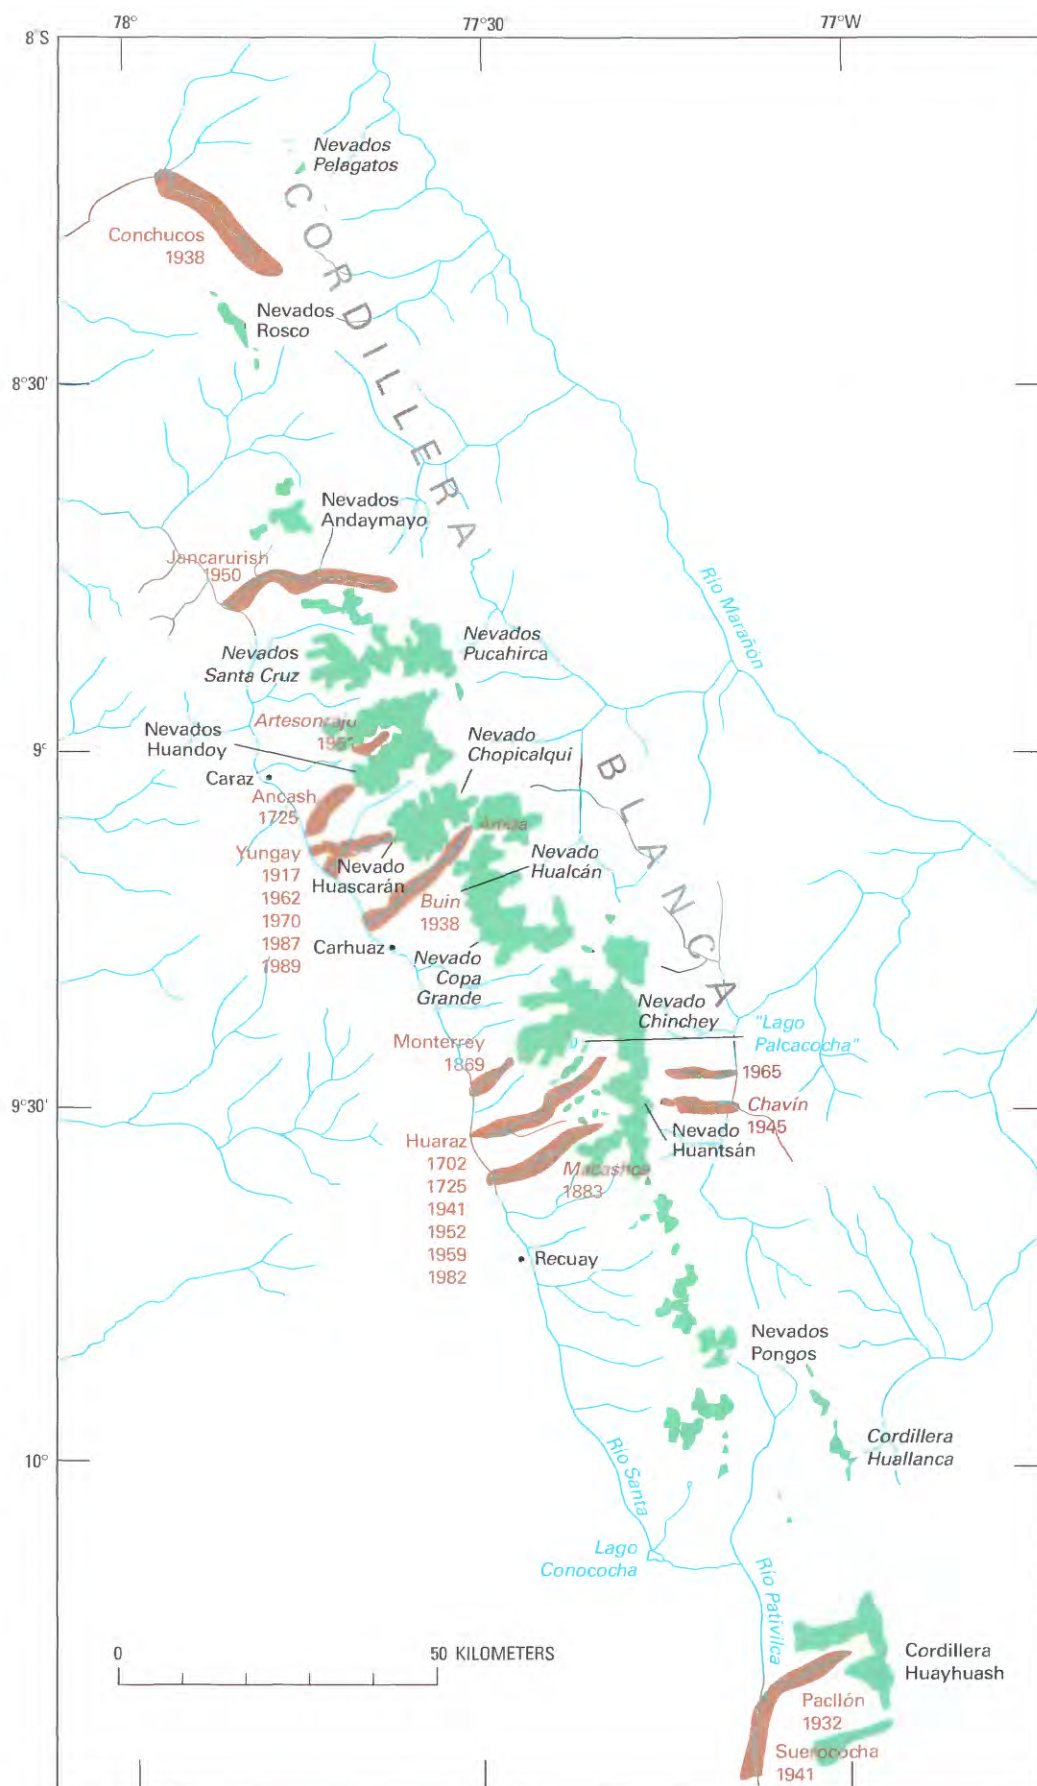 78°
77°30
77°W
8°S
Nevados
Pelagatos
CORDILLERA
Conchucos
1938
Nevados
Rosco
8°30'
Nevados
Andaymayo
Jancarurish
1950
Río Marañón
Nevados
Pucahirca
Nevados
Santa Cruz
Artesonraju
Nevados
Huandoy
9°
Nevado
Chopicalqui
BLANCA
Caraz
Ancash
1725
Yungay
1917
1962
1970
1987
1989
Nevado
Huascarán
Nevado
Hualcán
Buin
1938
Carhuaz
Nevado
Copa
Grande
Nevado
Chinchey
"Lago
Palcacocha"
Monterrey
1869
1965
9°30'
Chavín
1945
Nevado
Huantsán
Huaraz
1702
1725
1941
1952
1959
1982
Macashca
1883
Recuay
Nevados
Pongos
Cordillera
Huallanca
10°
Río Santa
Lago
Conococha
Río Pativilca
0
50 KILOMETERS
Cordillera
Huayhuash
Pacllón
1932
Suerococha
1941